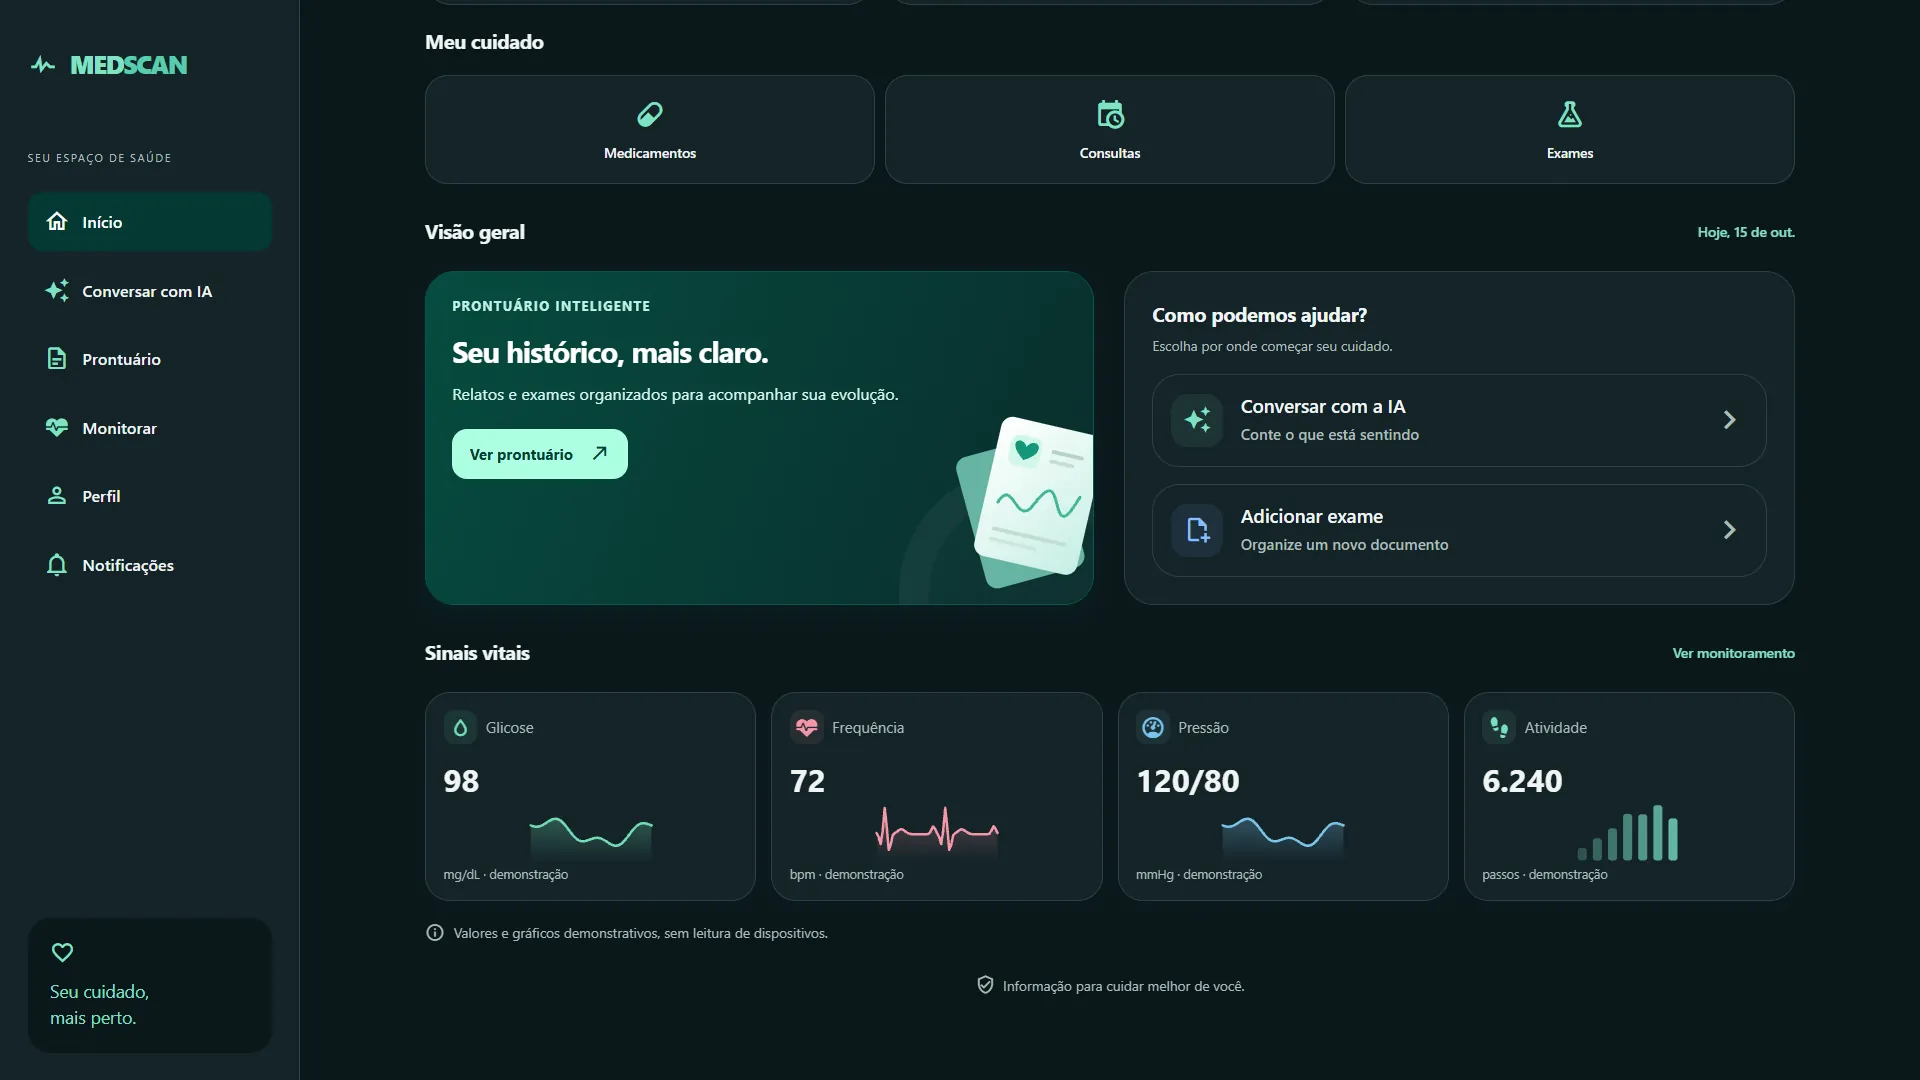 MEDSCAN
SEU ESPAÇO DE SAÚDE
Início
Conversar com IA
Prontuário
Monitorar
Perfil
Notificações
Seu cuidado,
mais perto.
Meu cuidado
Medicamentos
Consultas
Exames
Visão geral
Hoje, 15 de out.
PRONTUÁRIO INTELIGENTE
Seu histórico, mais claro.
Relatos e exames organizados para acompanhar sua evolução.
Ver prontuário
Como podemos ajudar?
Escolha por onde começar seu cuidado.
Conversar com a IA
Conte o que está sentindo
Adicionar exame
Organize um novo documento
Sinais vitais
Ver monitoramento
Glicose
98
mg/dL · demonstração
Frequência
72
bpm · demonstração
Pressão
120/80
mmHg · demonstração
Atividade
6.240
passos · demonstração
Valores e gráficos demonstrativos, sem leitura de dispositivos.
Informação para cuidar melhor de você.